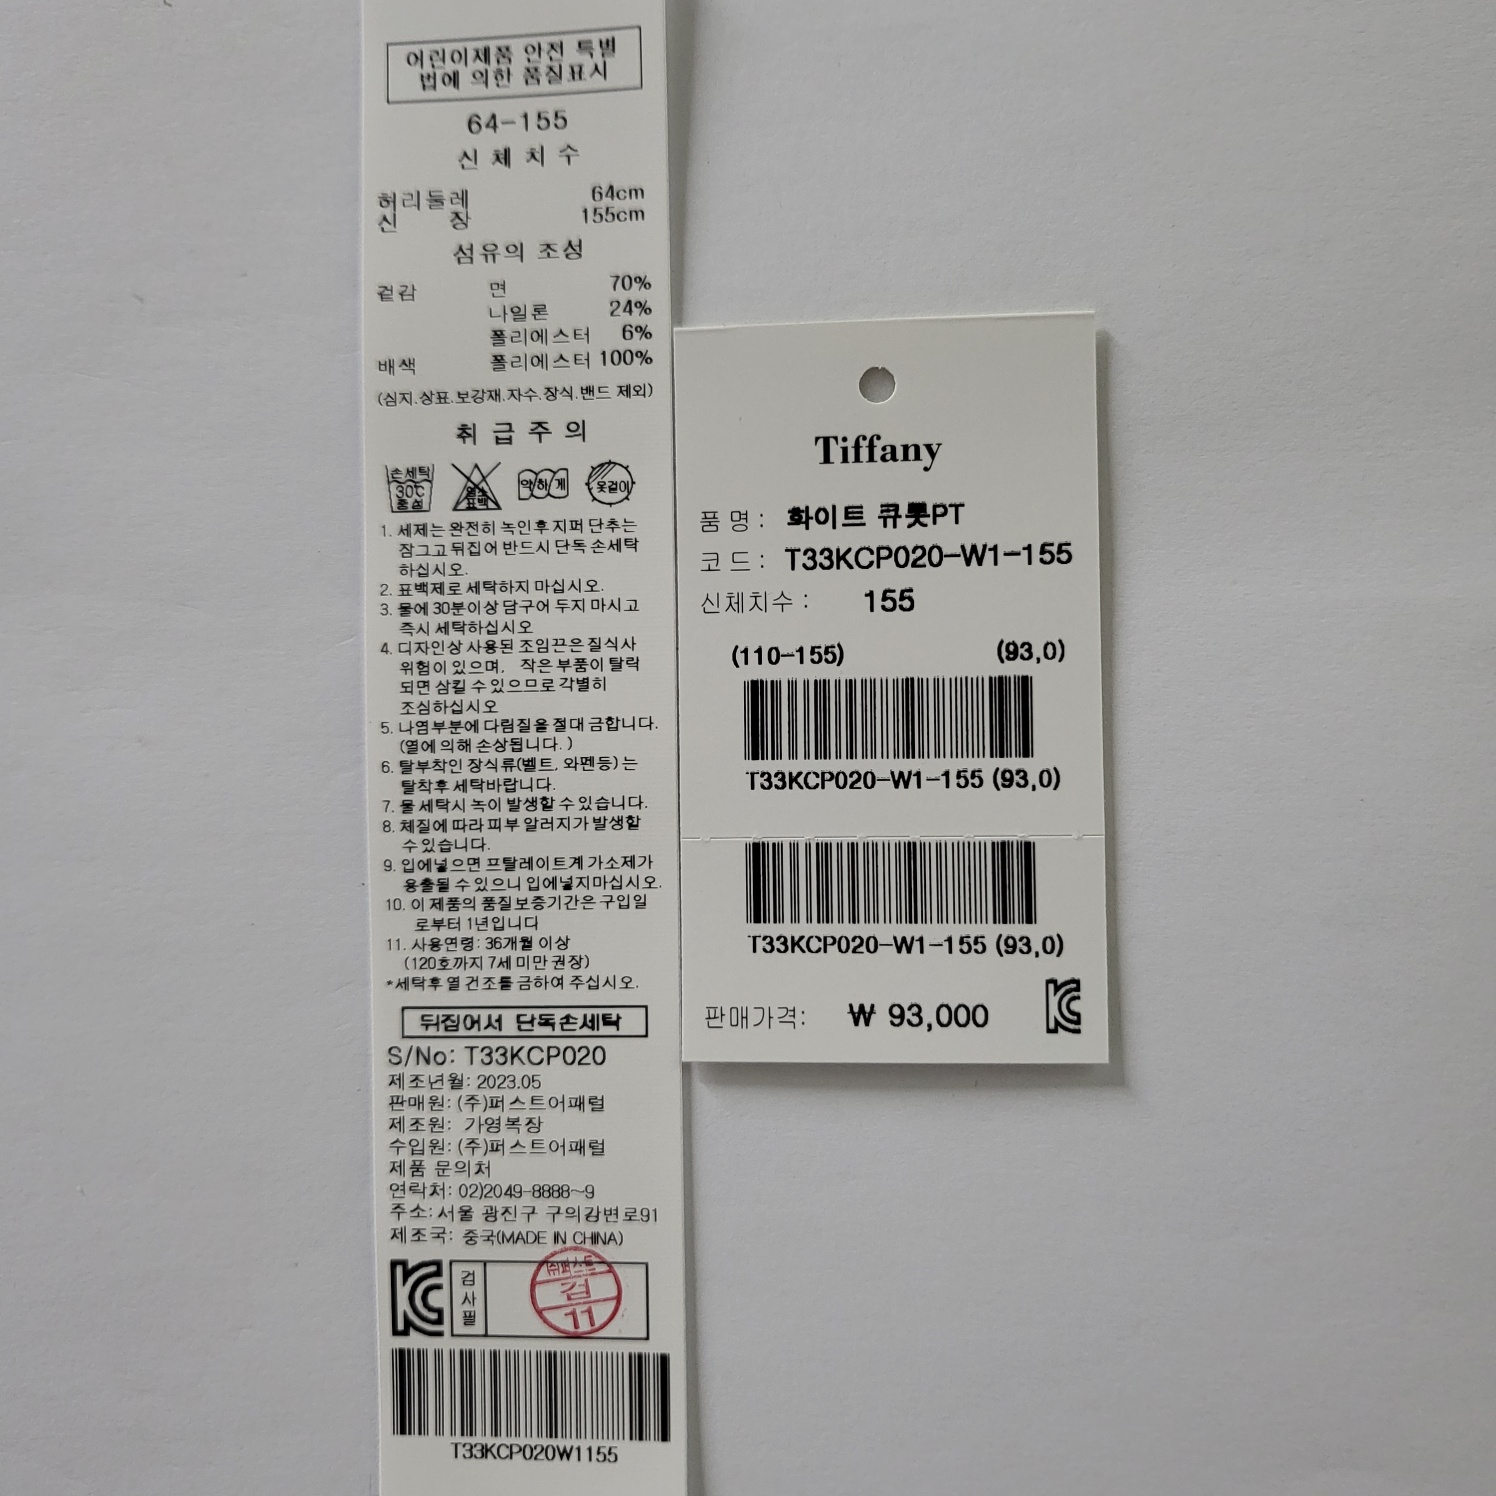 어린이제품 안전 특별
법에 의한 품질표시
64-155
신체치수
허리둘레 64cm
신 장 155cm
섬유의 조성
겉감 면 70%
나일론 24%
폴리에스터 6%
배색 폴리에스터 100%
(심지.상표.보강재.자수.장식.밴드 제외)
취급주의
손세탁 30℃ 중성
염소 표백
약하게
옷걸이
1. 세제는 완전히 녹인후 지퍼 단추는
잠그고 뒤집어 반드시 단독 손세탁
하십시오.
2. 표백제로 세탁하지 마십시오.
3. 물에 30분이상 담구어 두지 마시고
즉시 세탁하십시오
4. 디자인상 사용된 조임끈은 질식사
위험이 있으며, 작은 부품이 탈락
되면 삼킬 수 있으므로 각별히
조심하십시오
5. 나염부분에 다림질을 절대 금합니다.
(열에 의해 손상됩니다.)
6. 탈부착인 장식류(벨트, 와펜등) 는
탈착후 세탁바랍니다.
7. 물 세탁시 녹이 발생할 수 있습니다.
8. 체질에 따라 피부 알러지가 발생할
수 있습니다.
9. 입에넣으면 프탈레이트계 가소제가
용출될 수 있으니 입에넣지마십시오.
10. 이 제품의 품질보증기간은 구입일
로부터 1년입니다
11. 사용연령: 36개월 이상
(120호까지 7세 미만 권장)
*세탁후 열 건조를 금하여 주십시오.
뒤집어서 단독손세탁
S/No: T33KCP020
제조년월: 2023.05
판매원: (주)퍼스트어패럴
제조원: 가영복장
수입원: (주)퍼스트어패럴
제품 문의처
연락처: 02)2049-8888~9
주소: 서울 광진구 구의강변로91
제조국: 중국(MADE IN CHINA)
KC 검사필
(주)퍼스트
검
11
T33KCP020W1155
Tiffany
품 명 : 화이트 큐롯PT
코 드 : T33KCP020-W1-155
신체치수 : 155
(110-155) (93,0)
T33KCP020-W1-155 (93,0)
T33KCP020-W1-155 (93,0)
판매가격: ₩ 93,000 KC